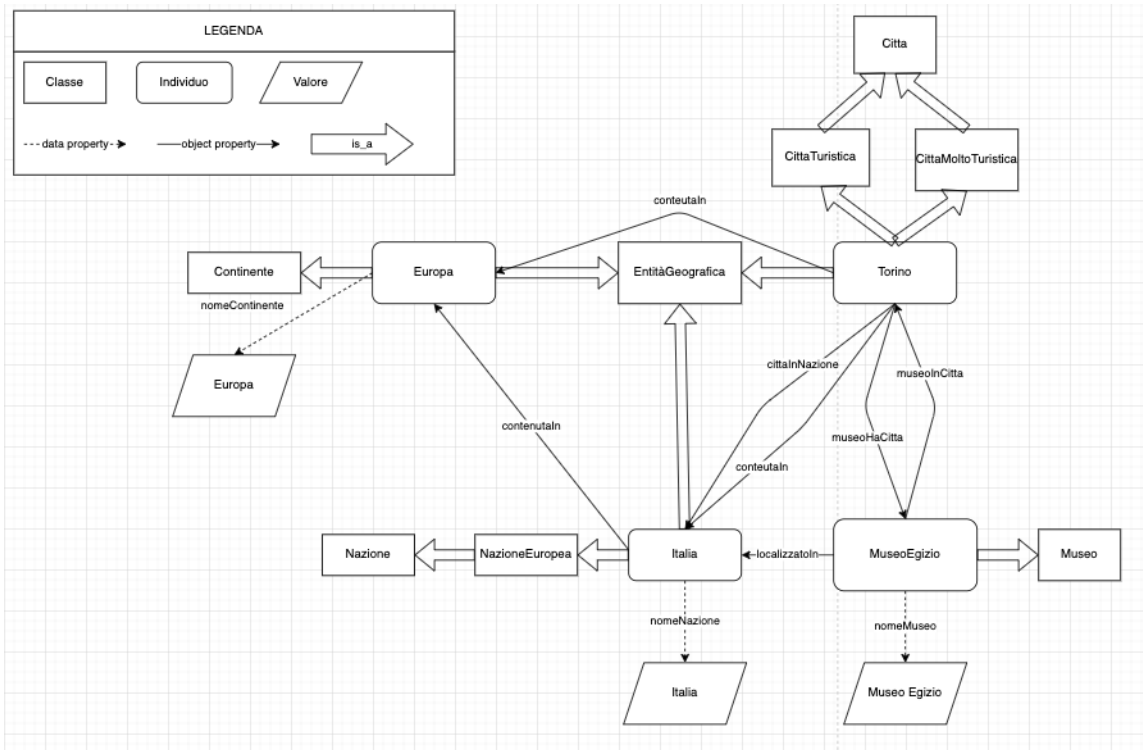 LEGENDA
Classe
Individuo
Valore
data property
object property
is_a
Citta
CittaTuristica
CittaMoltoTuristica
conteutaIn
Continente
Europa
EntitàGeografica
Torino
nomeContinente
Europa
cittaInNazione
museoInCitta
contenutaIn
museoHaCitta
conteutaIn
Nazione
NazioneEuropea
Italia
localizzatoIn
MuseoEgizio
Museo
nomeNazione
nomeMuseo
Italia
Museo Egizio